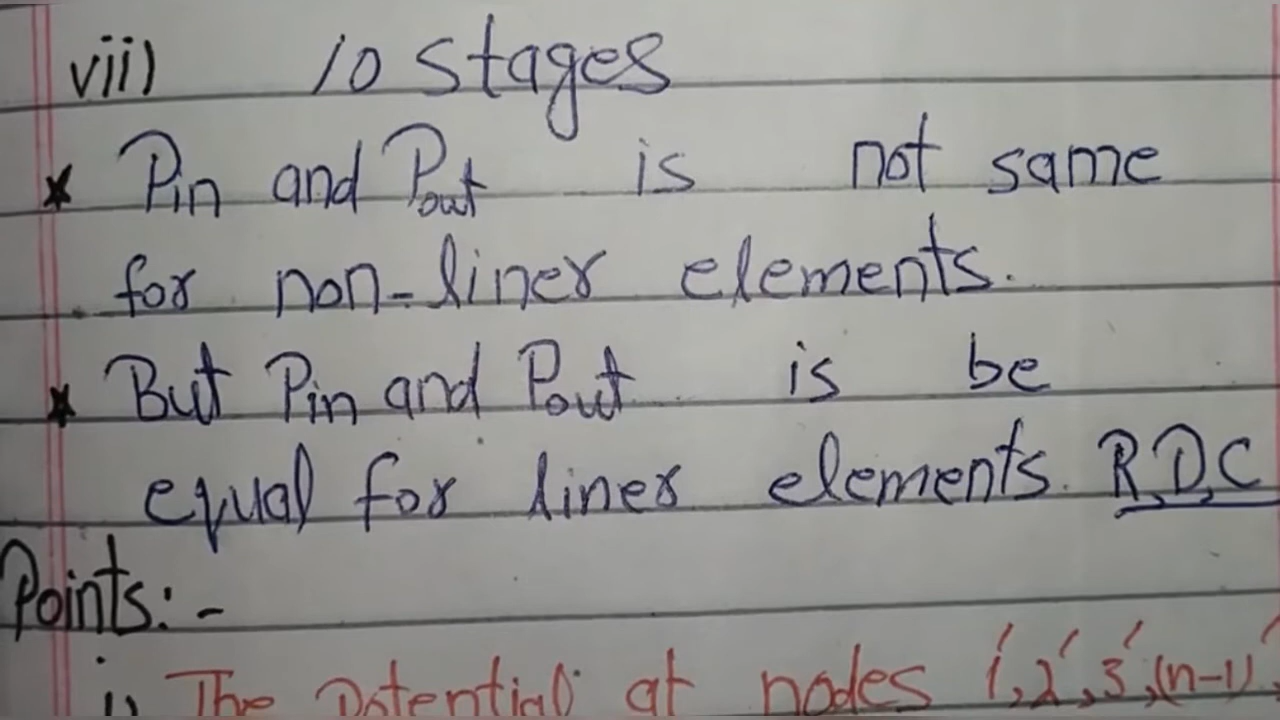 viii) 10 stages
* Pin and Pout is not same
for non-liner elements.
* But Pin and Pout is be
equal for liner elements. R,D,C
Points:-
i) The Potential at nodes 1', 2', 3', (n-1)'